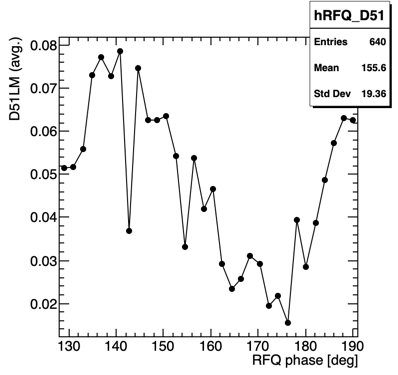 hRFQ_D51
Entries 640
Mean 155.6
Std Dev 19.36
D51LM (avg.)
0.08
0.07
0.06
0.05
0.04
0.03
0.02
130 140 150 160 170 180 190
RFQ phase [deg]